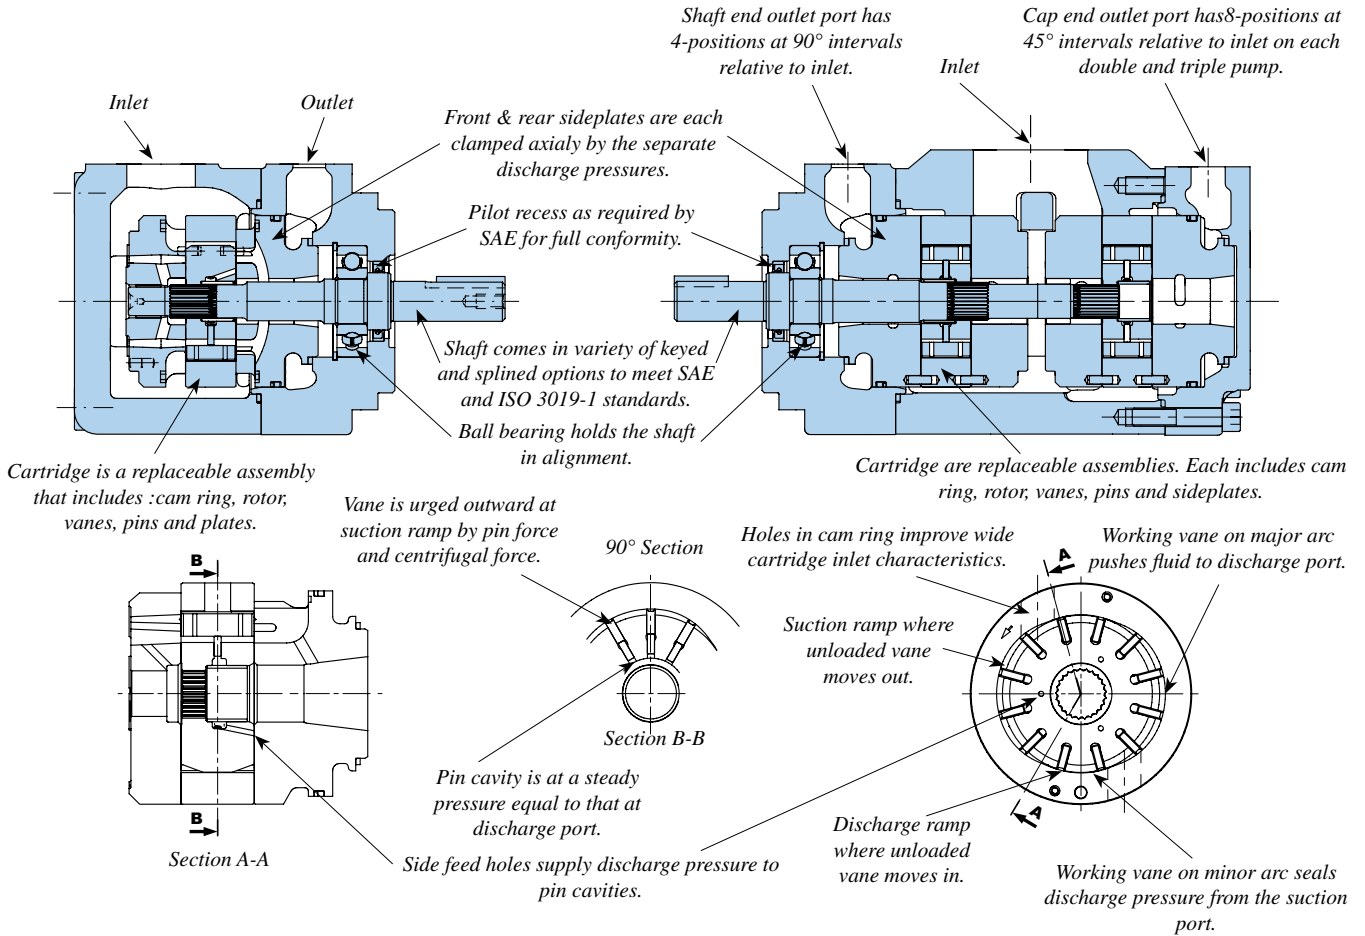 Shaft end outlet port has
4-positions at 90° intervals
relative to inlet.
Cap end outlet port has8-positions at
45° intervals relative to inlet on each
double and triple pump.
Inlet
Inlet
Outlet
Front & rear sideplates are each
clamped axialy by the separate
discharge pressures.
Pilot recess as required by
SAE for full conformity.
Shaft comes in variety of keyed
and splined options to meet SAE
and ISO 3019-1 standards.
Ball bearing holds the shaft
in alignment.
Cartridge is a replaceable assembly
that includes :cam ring, rotor,
vanes, pins and plates.
Cartridge are replaceable assemblies. Each includes cam
ring, rotor, vanes, pins and sideplates.
Vane is urged outward at
suction ramp by pin force
and centrifugal force.
90° Section
Holes in cam ring improve wide
cartridge inlet characteristics.
Working vane on major arc
pushes fluid to discharge port.
B
A
Suction ramp where
unloaded vane
moves out.
Section B-B
Pin cavity is at a steady
pressure equal to that at
discharge port.
B
A
Section A-A
Side feed holes supply discharge pressure to
pin cavities.
Discharge ramp
where unloaded
vane moves in.
Working vane on minor arc seals
discharge pressure from the suction
port.